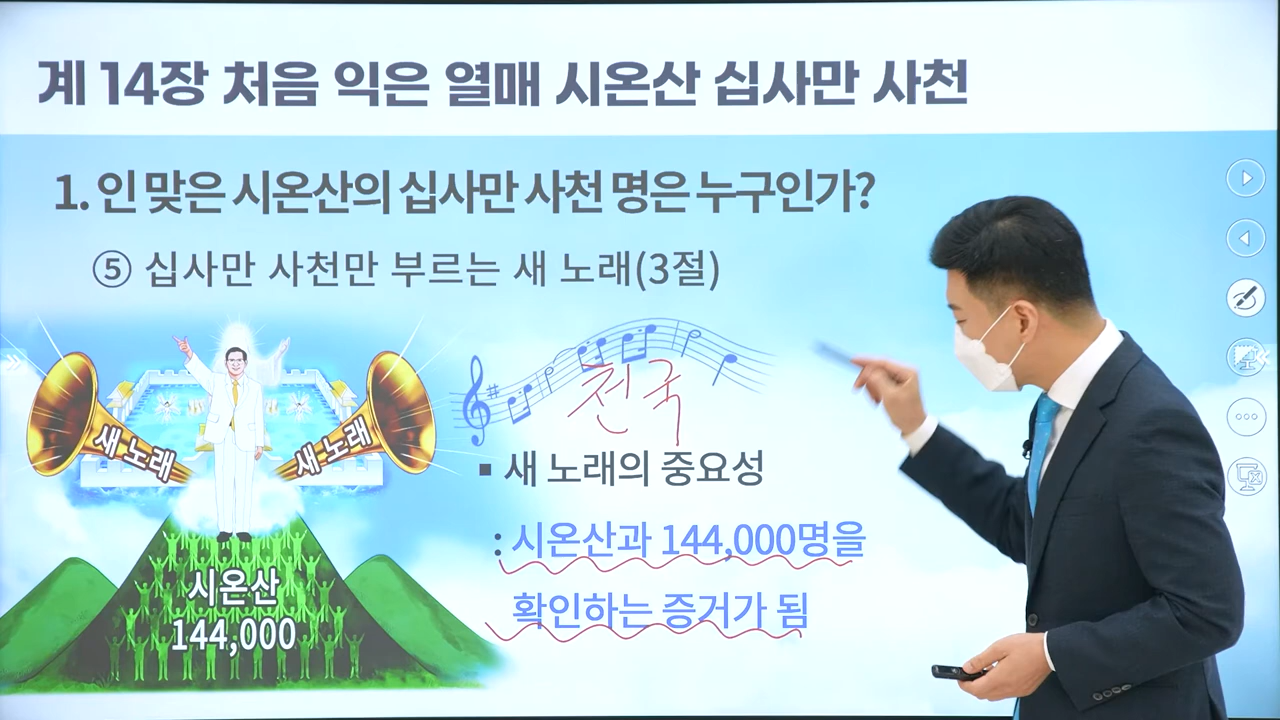 계 14장 처음 익은 열매 시온산 십사만 사천
1. 인 맞은 시온산의 십사만 사천 명은 누구인가?
⑤ 십사만 사천만 부르는 새 노래(3절)
새 노래
새 노래
천국
▪ 새 노래의 중요성
: 시온산과 144,000명을
확인하는 증거가 됨
시온산
144,000